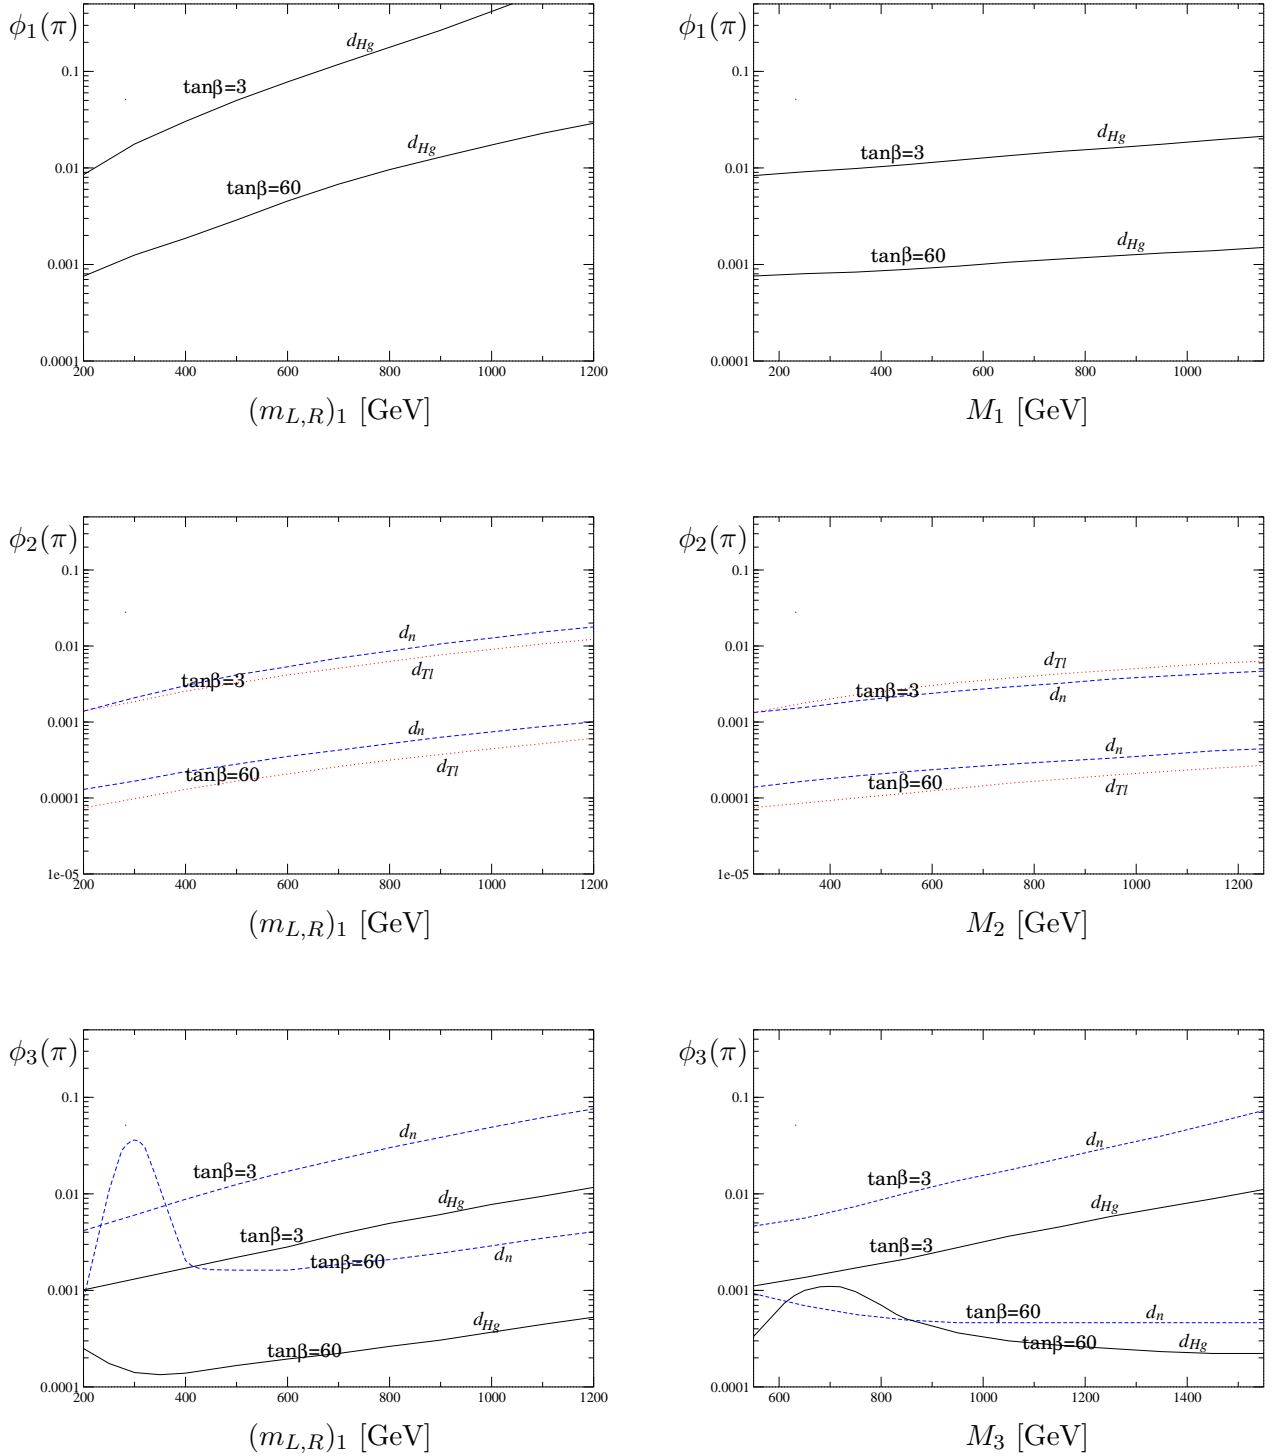 ϕ1(π)
0.1
0.01
0.001
0.0001
tanβ=3
dHg
tanβ=60
dHg
200 400 600 800 1000 1200
(mL,R)1 [GeV]
ϕ1(π)
0.1
0.01
0.001
0.0001
tanβ=3
dHg
tanβ=60
dHg
200 400 600 800 1000
M1 [GeV]
ϕ2(π)
0.1
0.01
0.001
0.0001
1e-05
dn
tanβ=3
dTl
dn
tanβ=60
dTl
200 400 600 800 1000 1200
(mL,R)1 [GeV]
ϕ2(π)
0.1
0.01
0.001
0.0001
dTl
tanβ=3
dn
dn
tanβ=60
dTl
1e-05
400 600 800 1000 1200
M2 [GeV]
ϕ3(π)
0.1
0.01
0.001
0.0001
dn
tanβ=3
dHg
tanβ=3
dn
tanβ=60
dHg
tanβ=60
200 400 600 800 1000 1200
(mL,R)1 [GeV]
ϕ3(π)
0.1
0.01
0.001
0.0001
dn
tanβ=3
dHg
tanβ=3
tanβ=60
dn
tanβ=60
dHg
600 800 1000 1200 1400
M3 [GeV]